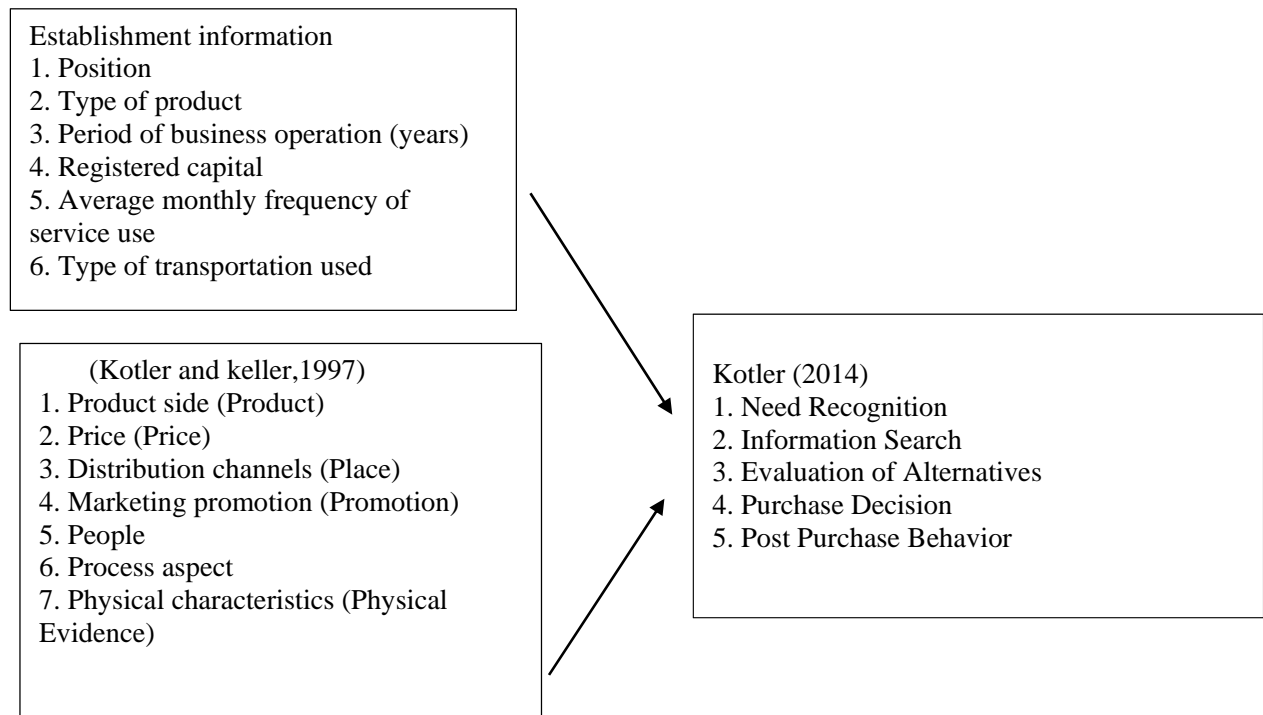 Establishment information
1. Position
2. Type of product
3. Period of business operation (years)
4. Registered capital
5. Average monthly frequency of
service use
6. Type of transportation used
(Kotler and keller,1997)
1. Product side (Product)
2. Price (Price)
3. Distribution channels (Place)
4. Marketing promotion (Promotion)
5. People
6. Process aspect
7. Physical characteristics (Physical
Evidence)
Kotler (2014)
1. Need Recognition
2. Information Search
3. Evaluation of Alternatives
4. Purchase Decision
5. Post Purchase Behavior